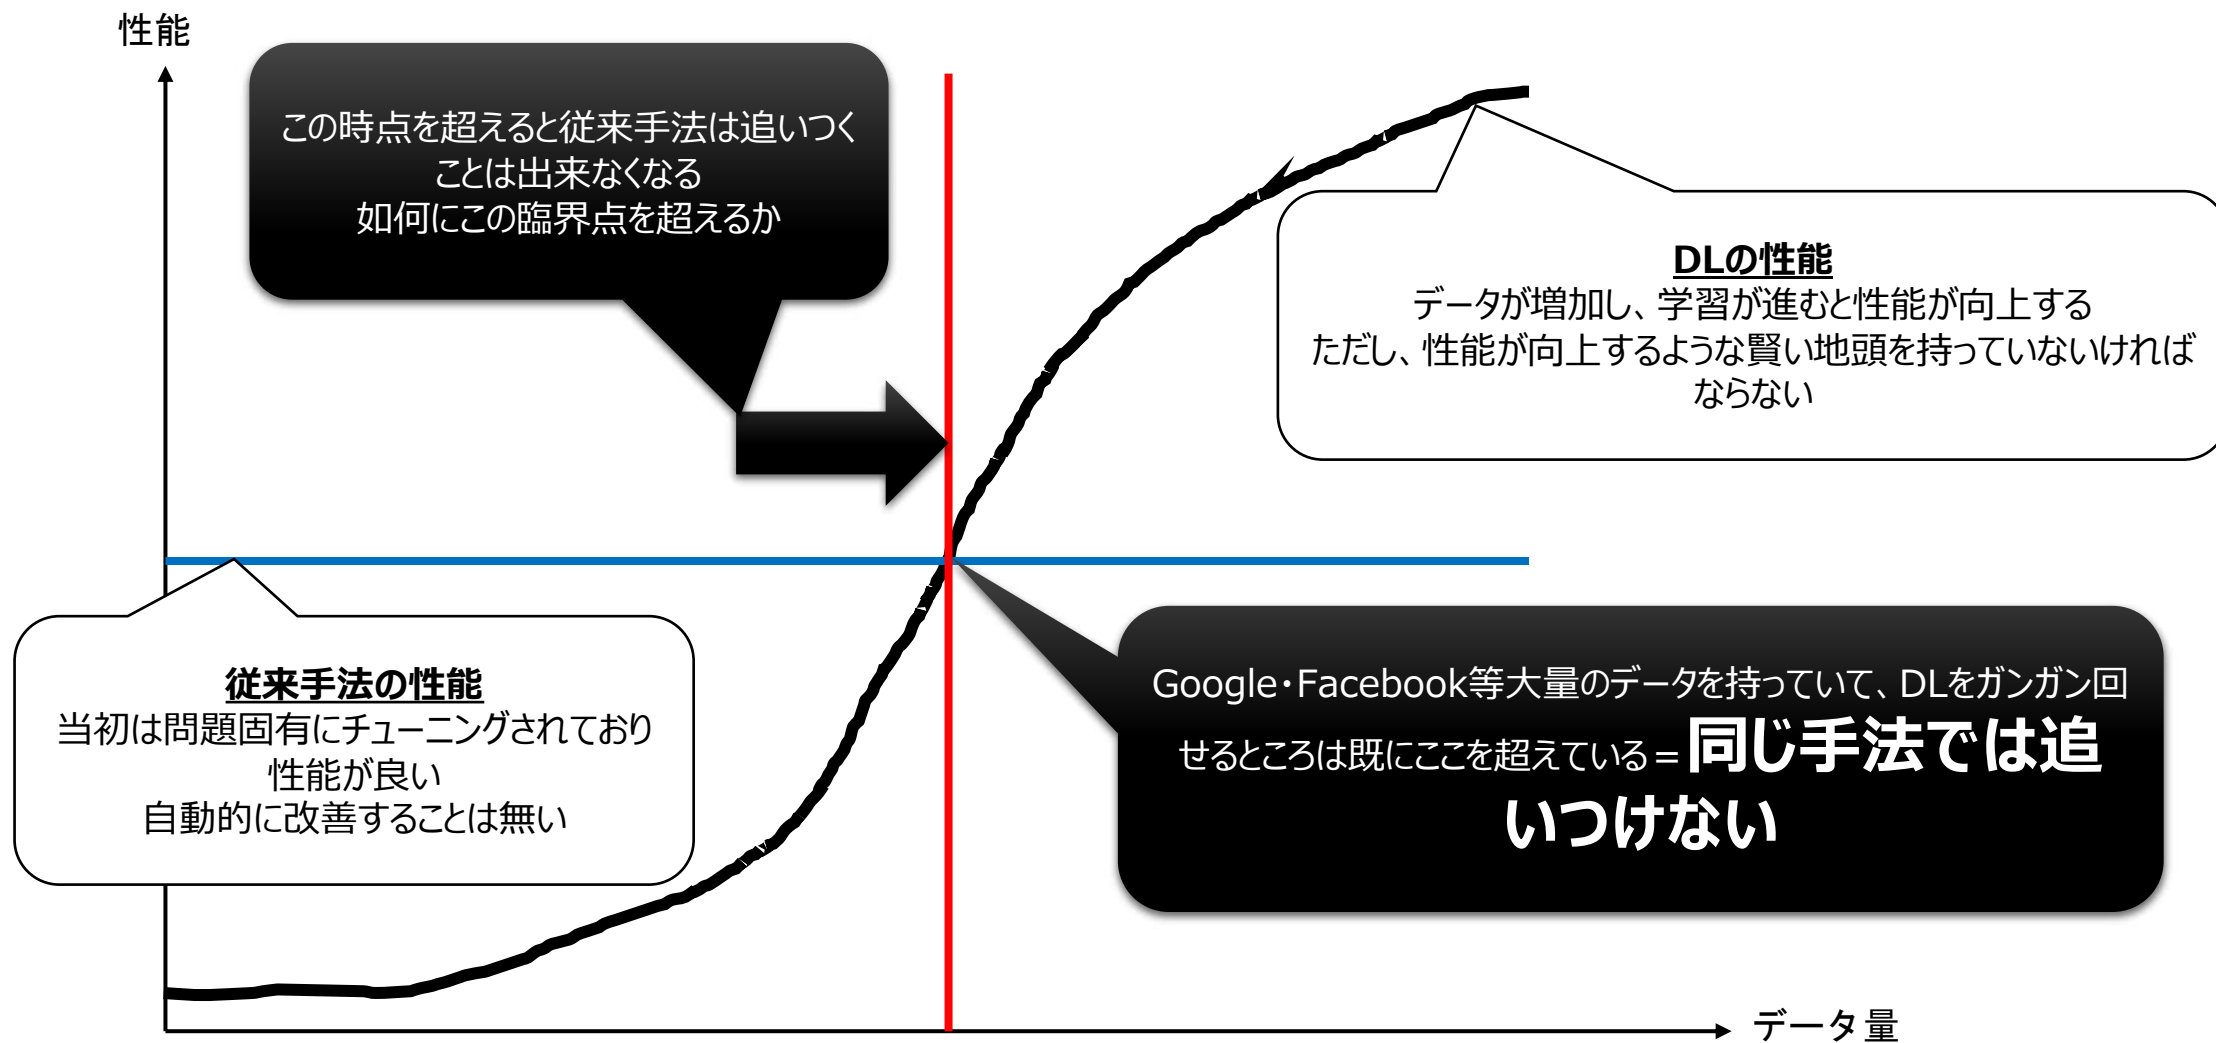 性能
この時点を超えると従来手法は追いつく
ことは出来なくなる
如何にこの臨界点を超えるか
DLの性能
データが増加し、学習が進むと性能が向上する
ただし、性能が向上するような賢い地頭を持っていないければ
ならない
従来手法の性能
当初は問題固有にチューニングされており
性能が良い
自動的に改善することは無い
Google・Facebook等大量のデータを持っていて、DLをガンガン回
せるところは既にここを超えている=同じ手法では追
いつけない
データ量